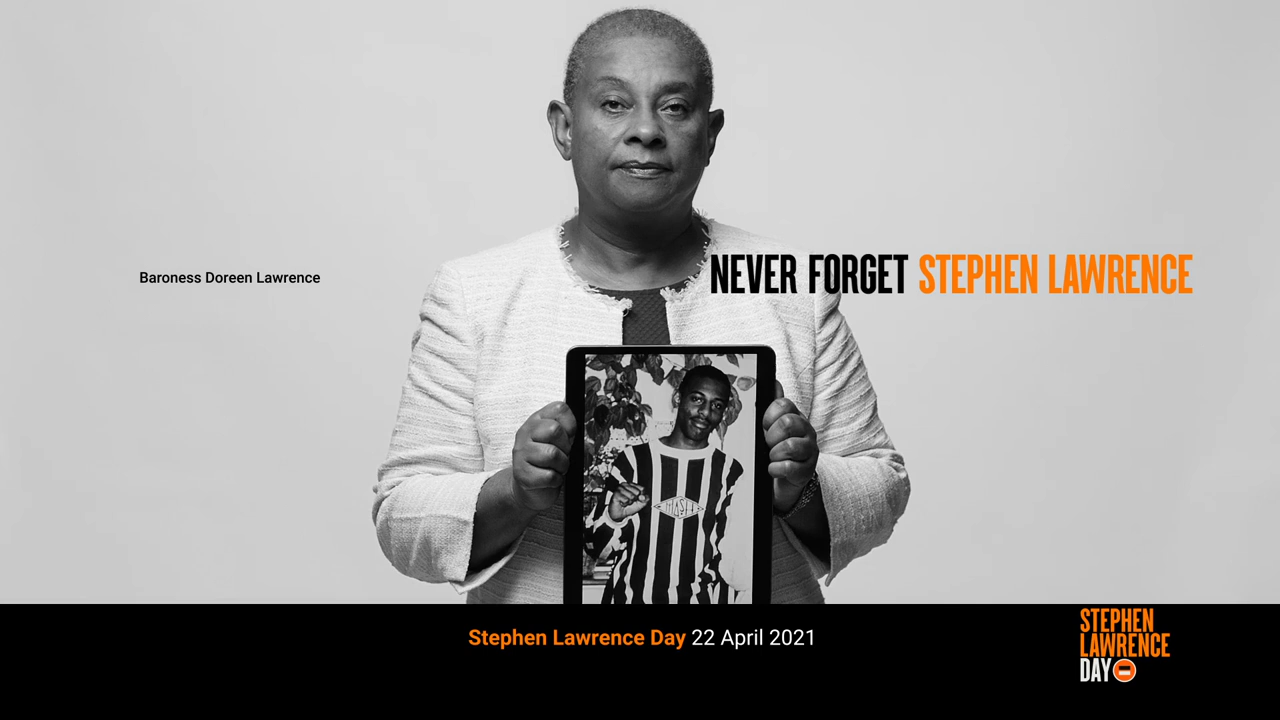 Baroness Doreen Lawrence
NEVER FORGET STEPHEN LAWRENCE
Stephen Lawrence Day 22 April 2021
STEPHEN
LAWRENCE
DAY